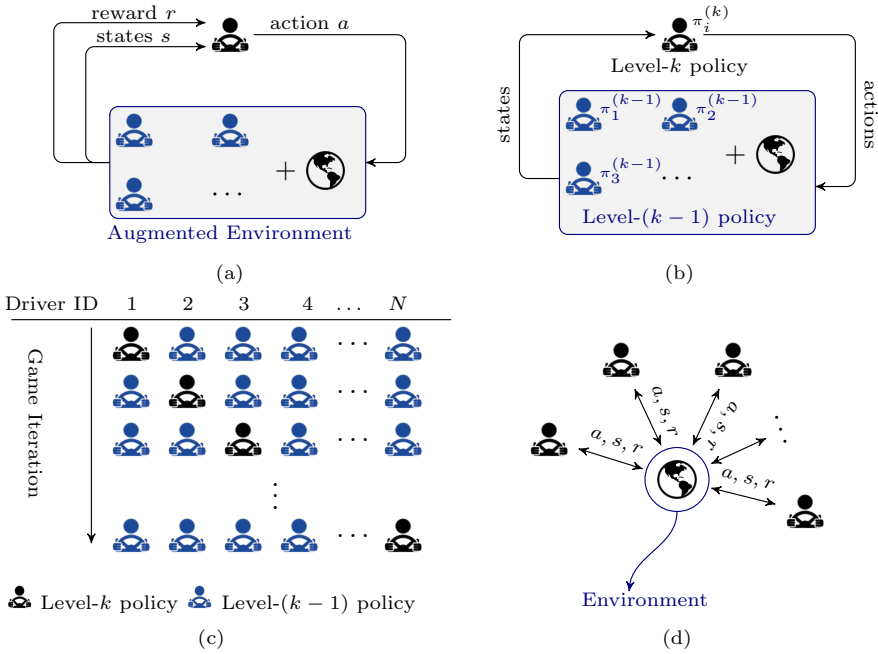 reward r
states s
action a
+
...
Augmented Environment
(a)
π_i^(k)
Level-k policy
states
actions
π_1^(k−1)
π_2^(k−1)
+
π_3^(k−1)
...
Level-(k − 1) policy
(b)
Driver ID 1 2 3 4 ... N
Game Iteration
...
...
...
...
...
Level-k policy
Level-(k − 1) policy
(c)
a, s, r
a, s, r
a, s, r
...
a, s, r
Environment
(d)